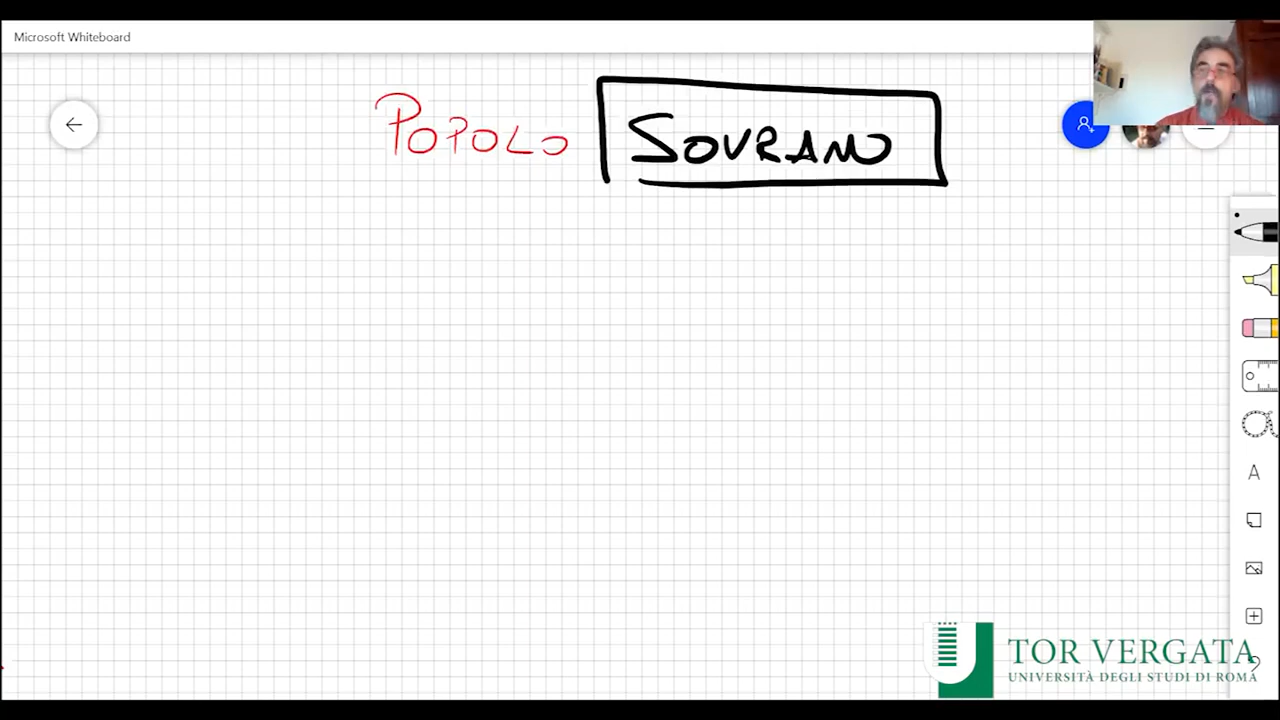 Microsoft Whiteboard
POPOLO SOVRANO
A
TOR VERGATA
UNIVERSITÀ DEGLI STUDI DI ROMA